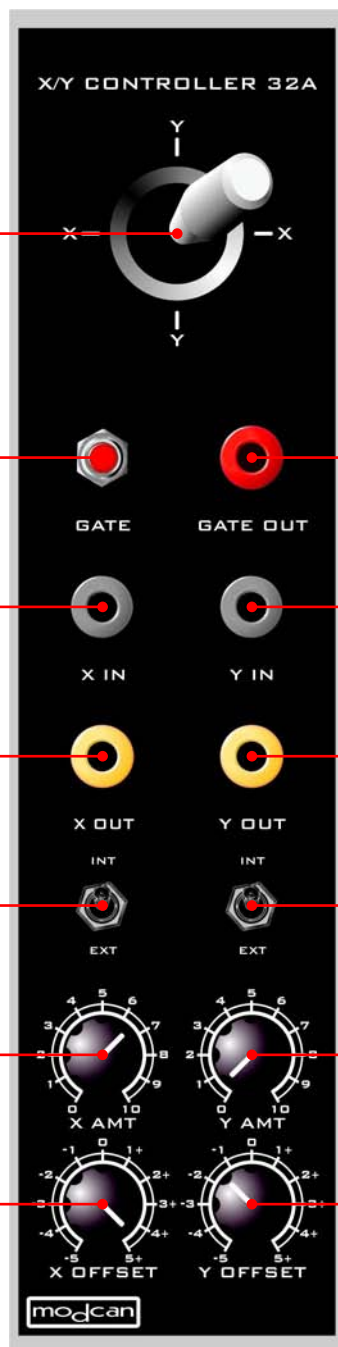 X/Y CONTROLLER 32A
Y
X X
Y
GATE GATE OUT
X IN Y IN
X OUT Y OUT
INT INT
EXT EXT
4 5 6 4 5 6
3 7 3 7
2 8 2 8
1 9 1 9
0 10 0 10
X AMT Y AMT
-1 0 1+ -1 0 1+
-2 2+ -2 2+
-3 3+ -3 3+
-4 4+ -4 4+
-5 5+ -5 5+
X OFFSET Y OFFSET
modcan